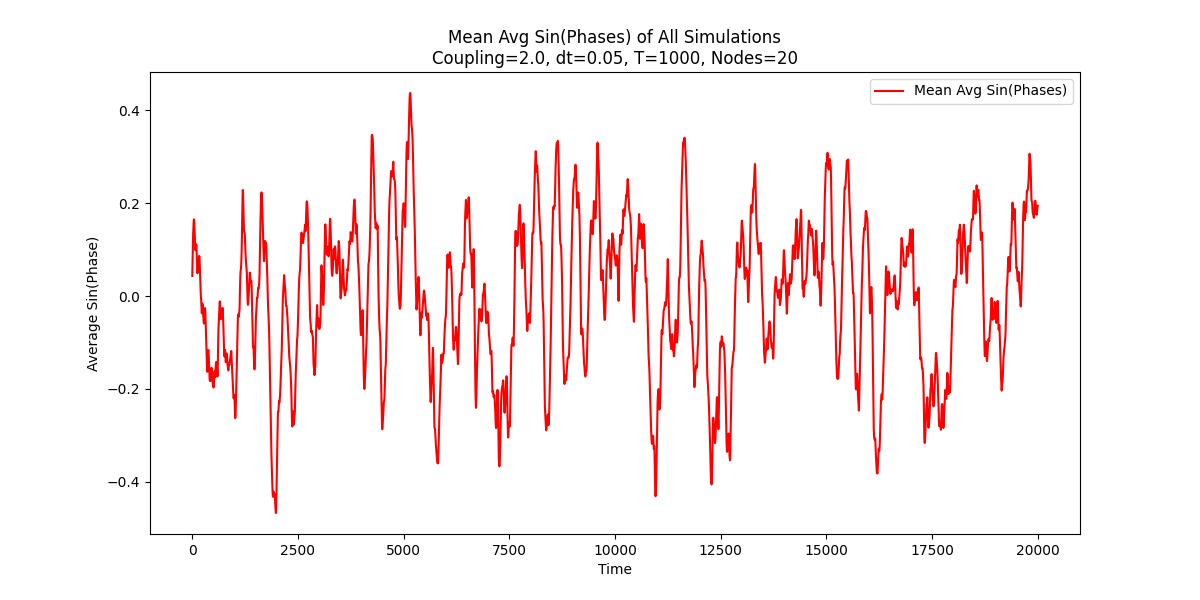 Mean Avg Sin(Phases) of All Simulations
Coupling=2.0, dt=0.05, T=1000, Nodes=20
Mean Avg Sin(Phases)
0.4
0.2
0.0
−0.2
−0.4
Average Sin(Phase)
0 2500 5000 7500 10000 12500 15000 17500 20000
Time